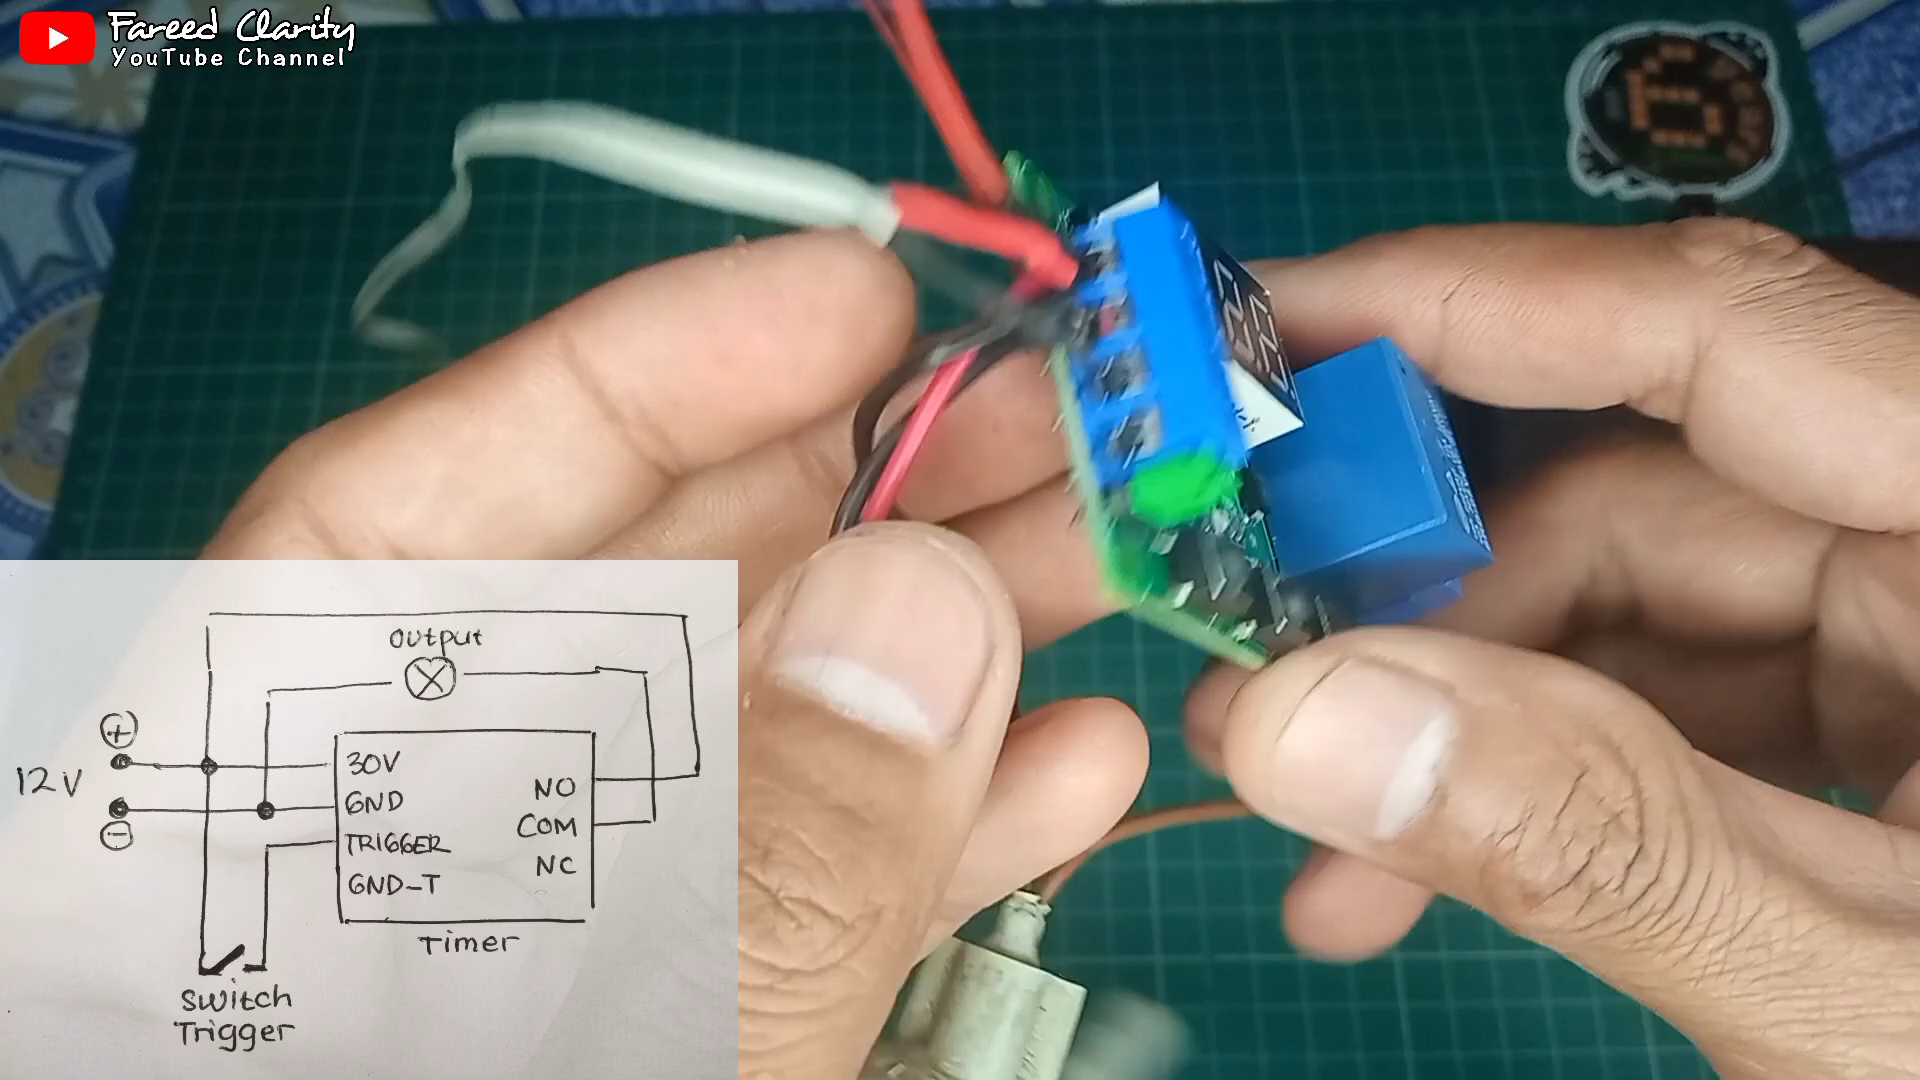 Fareed Clarity
YouTube Channel
output
+
12V
-
30V
GND
TRIGGER
GND-T
NO
COM
NC
Timer
Switch
Trigger